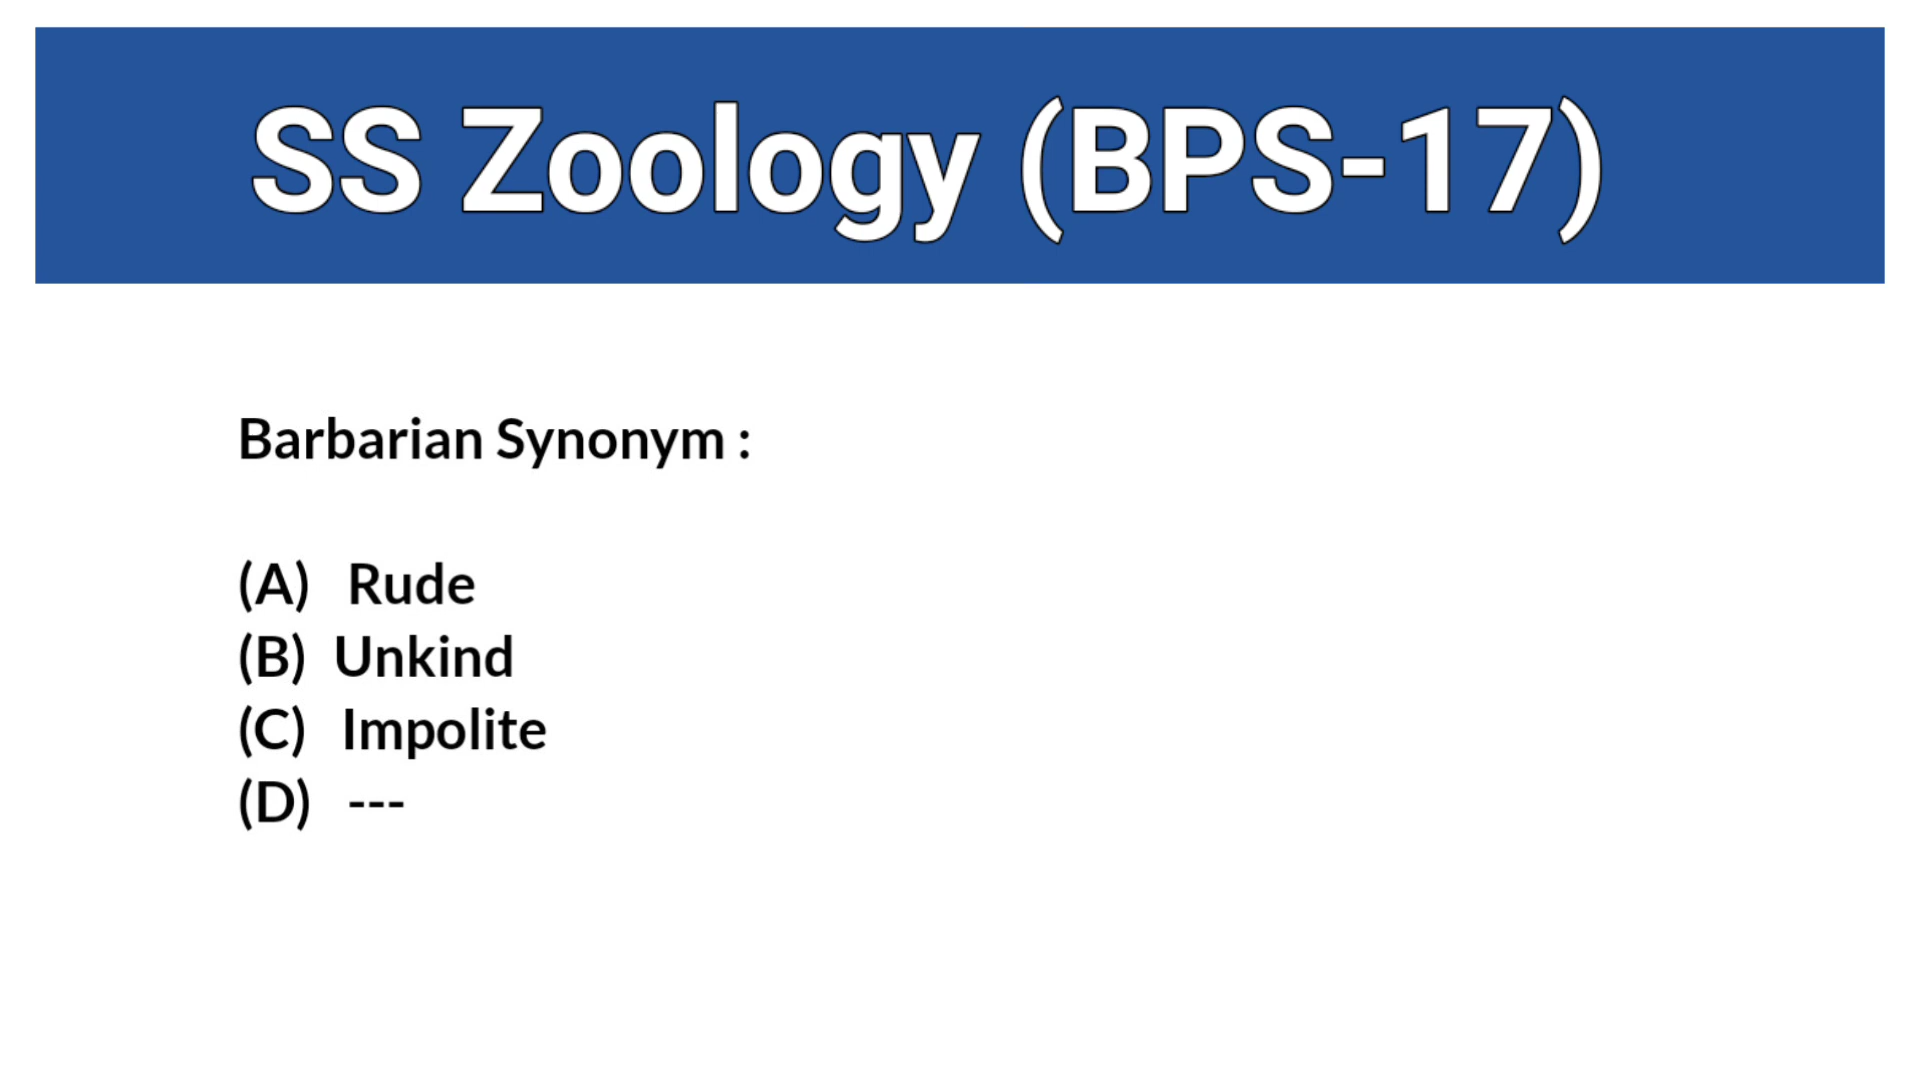 SS Zoology (BPS-17)
Barbarian Synonym :
(A) Rude
(B) Unkind
(C) Impolite
(D) ---